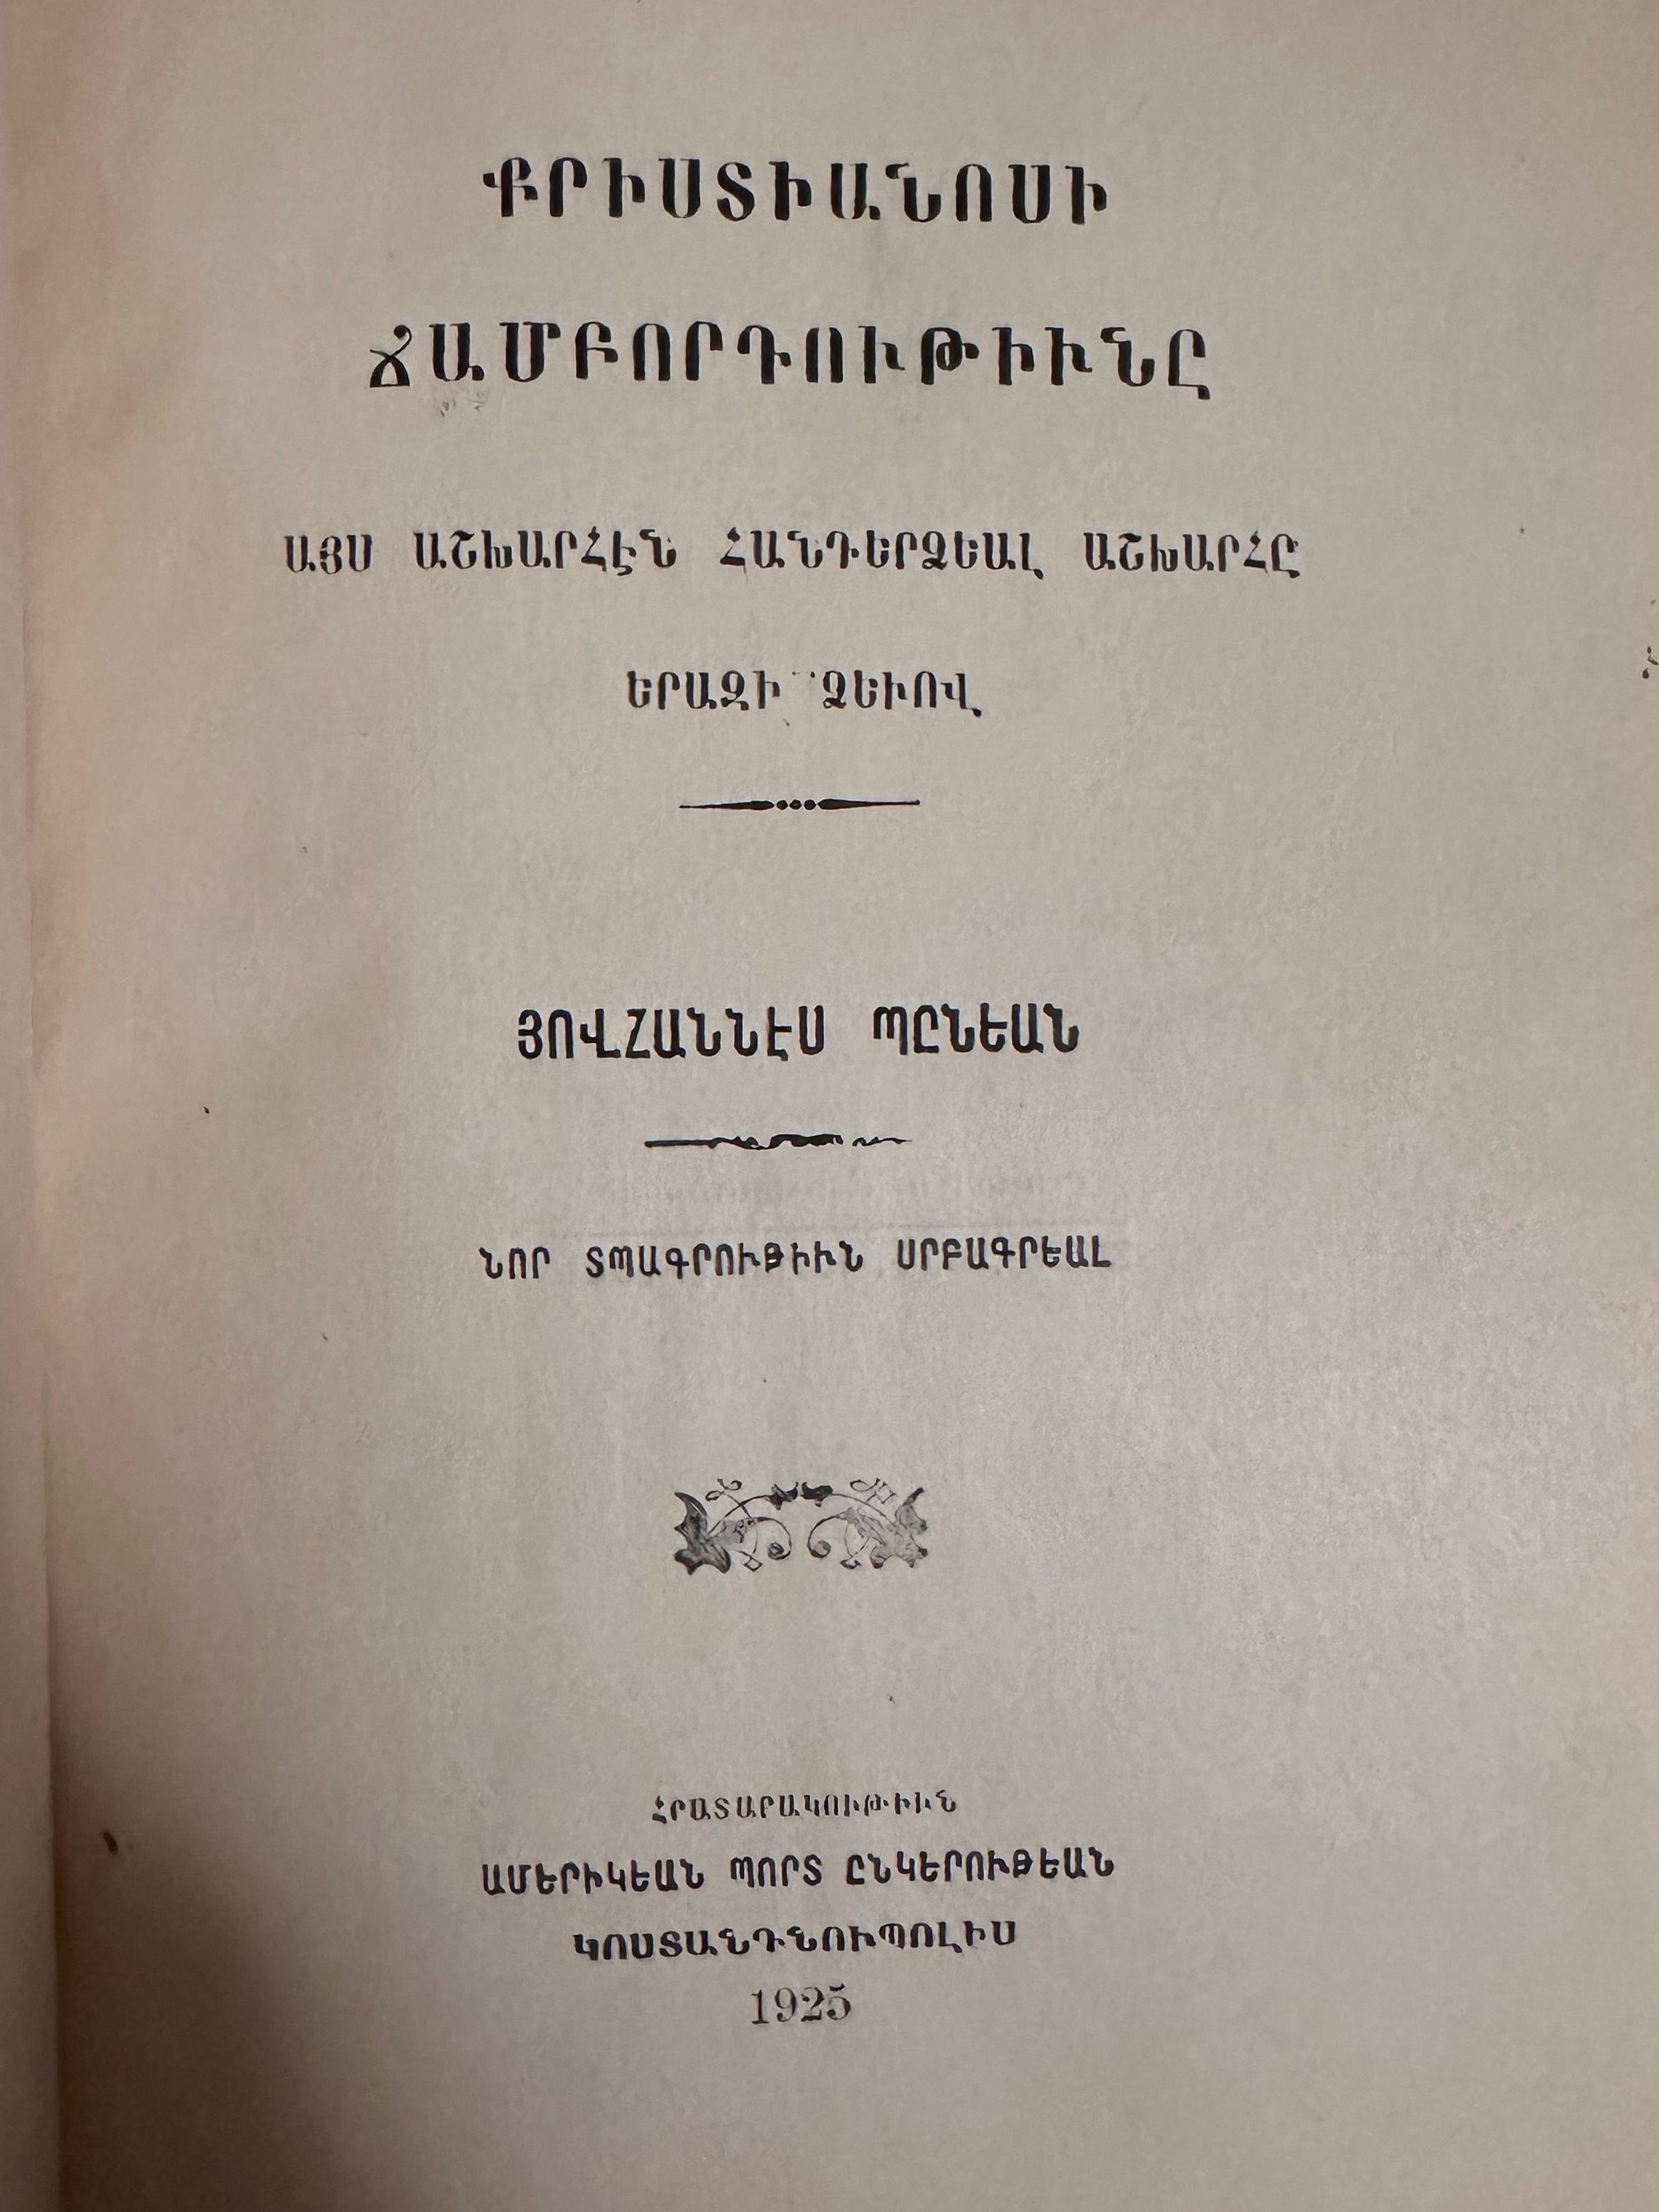 ՔՐԻՍՏԻԱՆՈՍԻ
ՃԱՄԲՈՐԴՈՒԹԻՒՆԸ
ԱՅՍ ԱՇԽԱՐՀԷՆ ՀԱՆԴԵՐՁԵԱԼ ԱՇԽԱՐՀԸ
ԵՐԱԶԻ ՁԵՒՈՎ
ՅՈՎՀԱՆՆԷՍ ՊԸՆԵԱՆ
ՆՈՐ ՏՊԱԳՐՈՒԹԻՒՆ ՍՐԲԱԳՐԵԱԼ
ՀՐԱՏԱՐԱԿՈՒԹԻՒՆ
ԱՄԵՐԻԿԵԱՆ ՊՈՐՏ ԸՆԿԵՐՈՒԹԵԱՆ
ԿՈՍՏԱՆԴՆՈՒՊՈԼԻՍ
1925